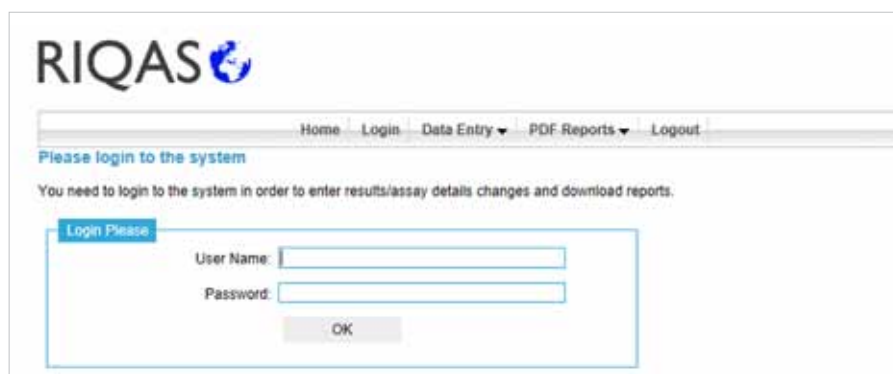 RIQAS
Home Login Data Entry PDF Reports Logout
Please login to the system
You need to login to the system in order to enter results/assay details changes and download reports.
Login Please
User Name:
Password:
OK